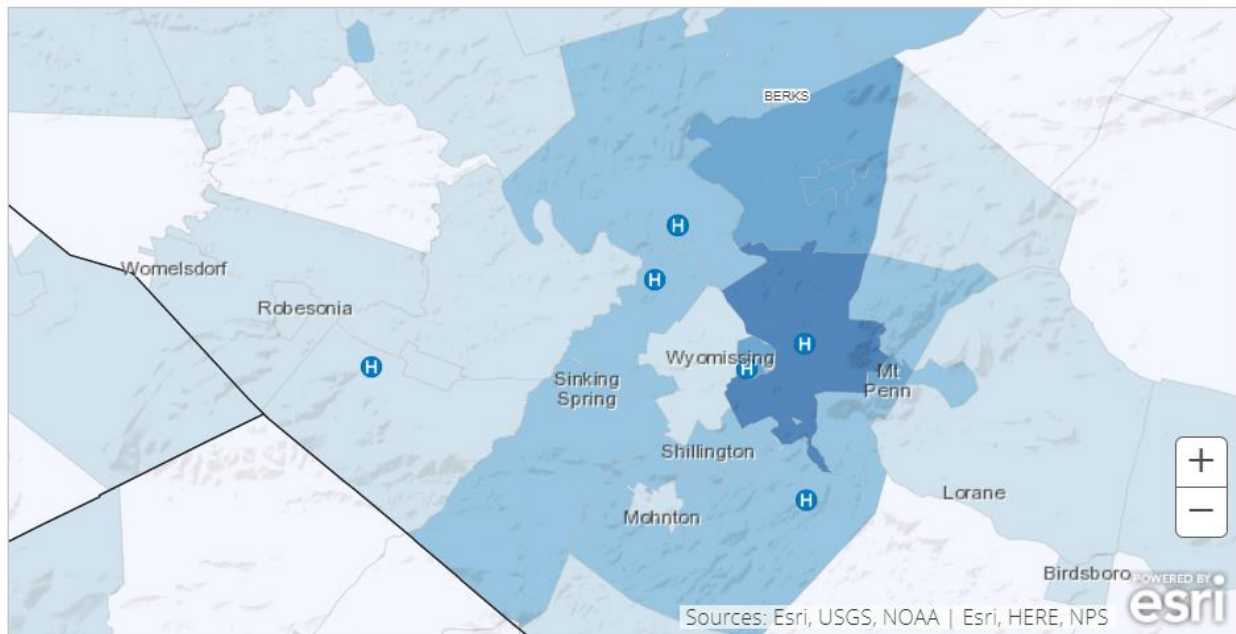 BERKS
H
H
Womelsdorf
Robesonia
H
H
Wyomissing
H
H
Sinking
Spring
Mt
Penn
Shillington
+
−
Lorane
H
Mohnton
Birdsboro
POWERED BY
esri
Sources: Esri, USGS, NOAA | Esri, HERE, NPS